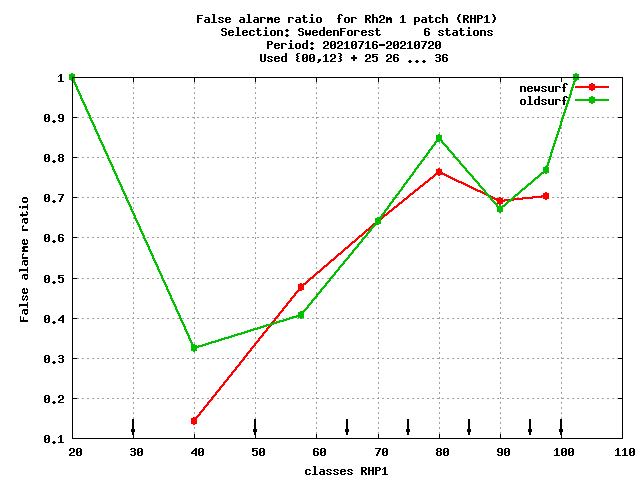 False alarme ratio  for Rh2m 1 patch (RHP1)
Selection: SwedenForest      6 stations
Period: 20210716-20210720
Used {00,12} + 25 26 ... 36
newsurf
oldsurf
1
0.9
0.8
0.7
0.6
0.5
0.4
0.3
0.2
0.1
False alarme ratio
20 30 40 50 60 70 80 90 100 110
classes RHP1